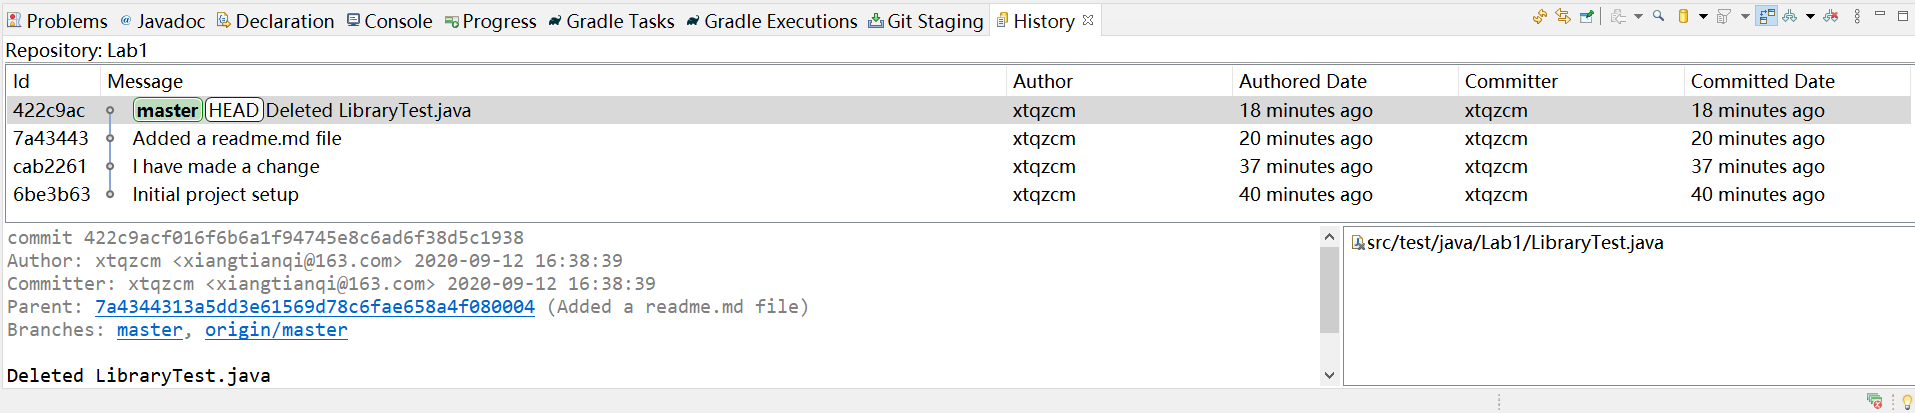 Problems Javadoc Declaration Console Progress Gradle Tasks Gradle Executions Git Staging History
Repository: Lab1
Id Message Author Authored Date Committer Committed Date
422c9ac master HEAD Deleted LibraryTest.java xtqzcm 18 minutes ago xtqzcm 18 minutes ago
7a43443 Added a readme.md file xtqzcm 20 minutes ago xtqzcm 20 minutes ago
cab2261 I have made a change xtqzcm 37 minutes ago xtqzcm 37 minutes ago
6be3b63 Initial project setup xtqzcm 40 minutes ago xtqzcm 40 minutes ago
commit 422c9acf016f6b6a1f94745e8c6ad6f38d5c1938
Author: xtqzcm <xiangtianqi@163.com> 2020-09-12 16:38:39
Committer: xtqzcm <xiangtianqi@163.com> 2020-09-12 16:38:39
Parent: 7a4344313a5dd3e61569d78c6fae658a4f080004 (Added a readme.md file)
Branches: master, origin/master
Deleted LibraryTest.java
src/test/java/Lab1/LibraryTest.java